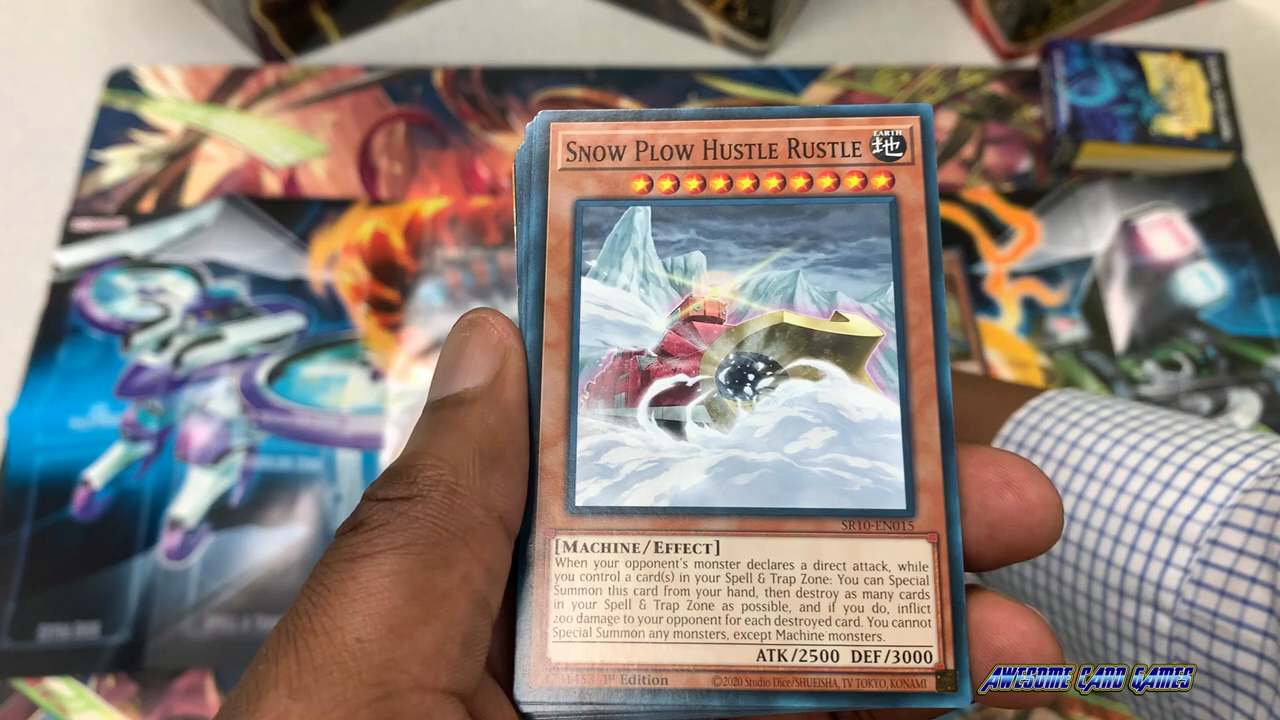 SNOW PLOW HUSTLE RUSTLE
EARTH
地
SR10-EN015
[MACHINE/EFFECT]
When your opponent's monster declares a direct attack, while
you control a card(s) in your Spell & Trap Zone: You can Special
Summon this card from your hand, then destroy as many cards
in your Spell & Trap Zone as possible, and if you do, inflict
200 damage to your opponent for each destroyed card. You cannot
Special Summon any monsters, except Machine monsters.
ATK/2500 DEF/3000
1st Edition
©2020 Studio Dice/SHUEISHA, TV TOKYO, KONAMI
AWESOME CARD GAMES